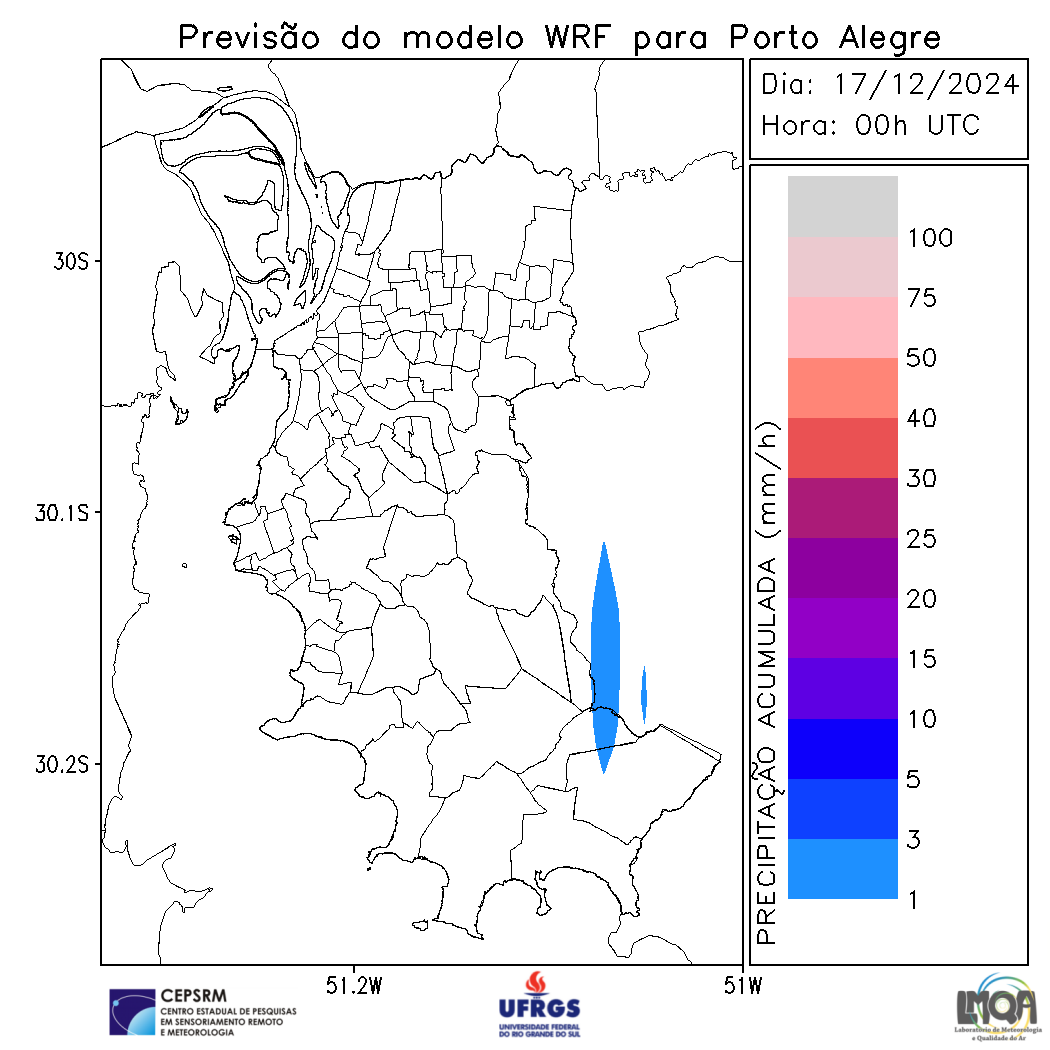 Previsão do modelo WRF para Porto Alegre
Dia: 17/12/2024
Hora: 00h UTC
30S
30.1S
30.2S
51.2W
51W
PRECIPITAÇÃO ACUMULADA (mm/h)
100
75
50
40
30
25
20
15
10
5
3
1
CEPSRM
CENTRO ESTADUAL DE PESQUISAS
EM SENSORIAMENTO REMOTO
E METEOROLOGIA
UFRGS
UNIVERSIDADE FEDERAL
DO RIO GRANDE DO SUL
LMQA
Laboratório de Meteorologia
e Qualidade do Ar